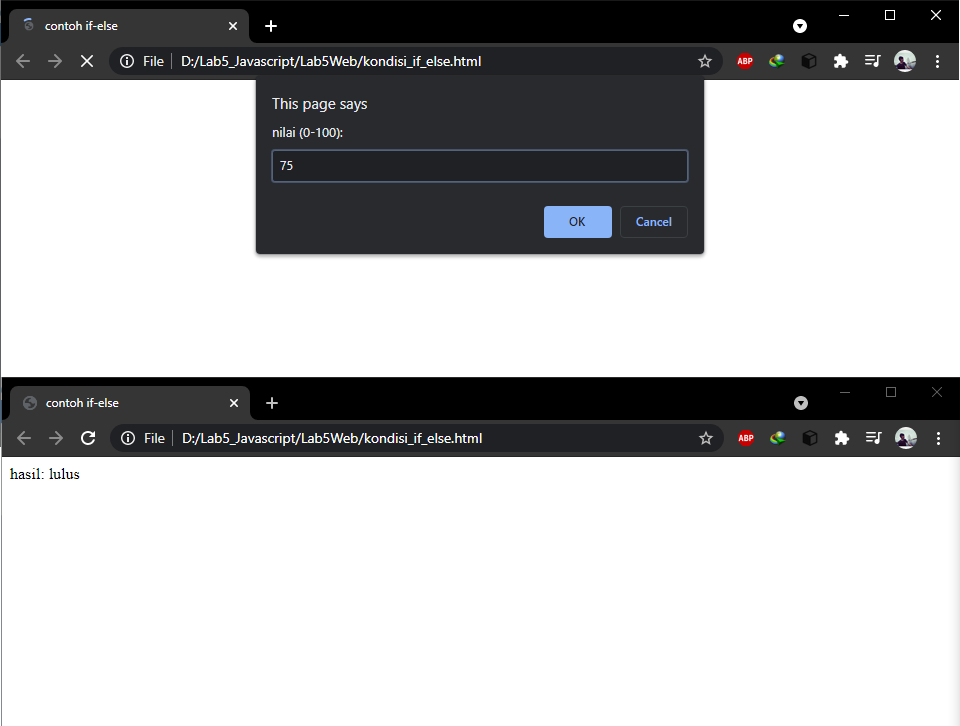 contoh if-else
File D:/Lab5_Javascript/Lab5Web/kondisi_if_else.html
ABP
This page says
nilai (0-100):
75
OK Cancel
contoh if-else
File D:/Lab5_Javascript/Lab5Web/kondisi_if_else.html
ABP
hasil: lulus